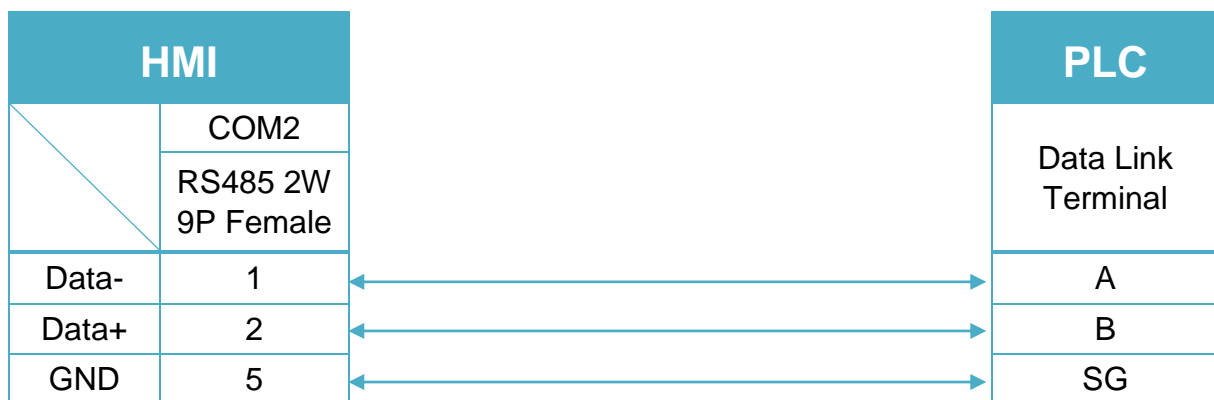 HMI
PLC
COM2
RS485 2W
9P Female
Data Link
Terminal
Data- 1 A
Data+ 2 B
GND 5 SG